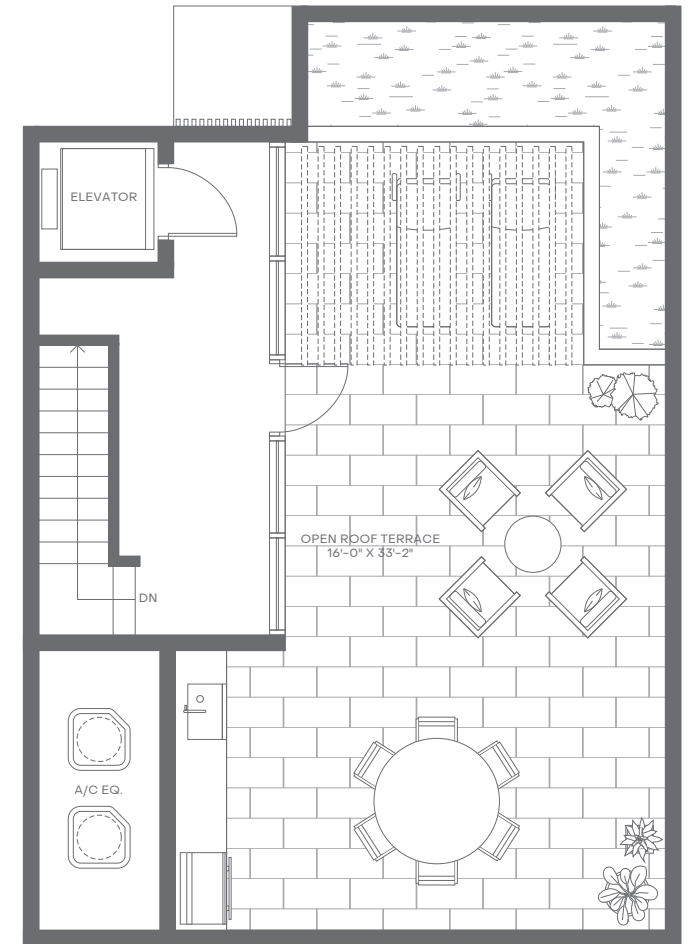 ELEVATOR
OPEN ROOF TERRACE
16'-0" X 33'-2"
DN
A/C EQ.